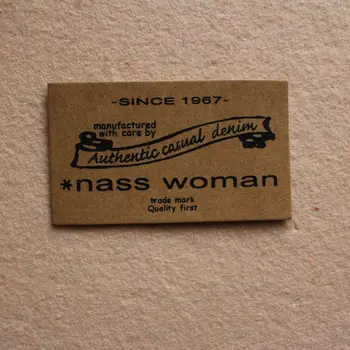 -SINCE 1967-
manufactured
with care by
Authentic casual denim
*nass woman
trade mark
Quality first